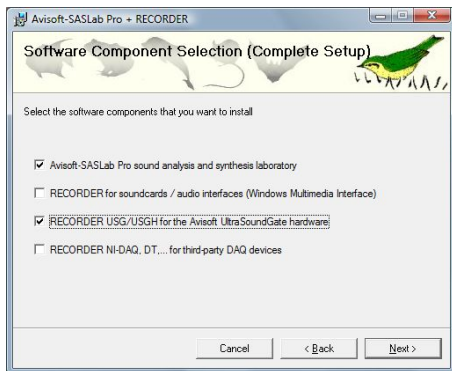 Avisoft-SASLab Pro + RECORDER
Software Component Selection (Complete Setup)
Select the software components that you want to install
Avisoft-SASLab Pro sound analysis and synthesis laboratory
RECORDER for soundcards / audio interfaces (Windows Multimedia Interface)
RECORDER USG/USGH for the Avisoft UltraSoundGate hardware
RECORDER NI-DAQ, DT,... for third-party DAQ devices
Cancel < Back Next >